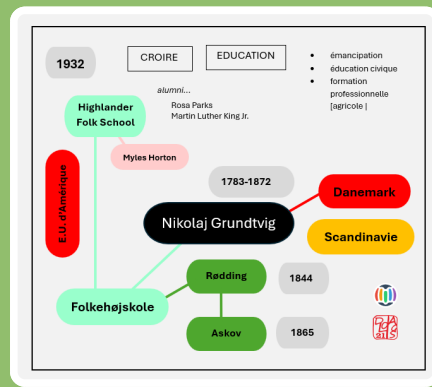 1932
CROIRE
EDUCATION
• émancipation
• éducation civique
• formation
professionnelle
[agricole |
alumni...
Rosa Parks
Martin Luther King Jr.
Highlander
Folk School
Myles Horton
E.U. d'Amérique
1783-1872
Danemark
Nikolaj Grundtvig
Scandinavie
Rødding
1844
Folkehøjskole
Askov
1865